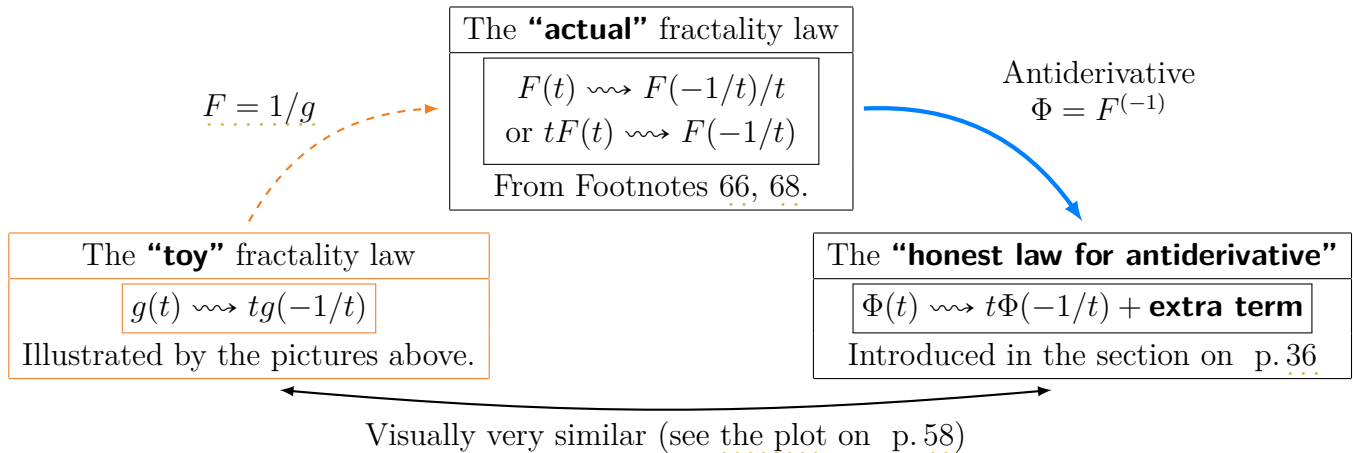 The “actual” fractality law
F(t) ⇝ F(−1/t)/t
or tF(t) ⇝ F(−1/t)
From Footnotes 66, 68.
F = 1/g
Antiderivative
Φ = F^(−1)
The “toy” fractality law
g(t) ⇝ tg(−1/t)
Illustrated by the pictures above.
The “honest law for antiderivative”
Φ(t) ⇝ tΦ(−1/t) + extra term
Introduced in the section on p. 36
Visually very similar (see the plot on p. 58)